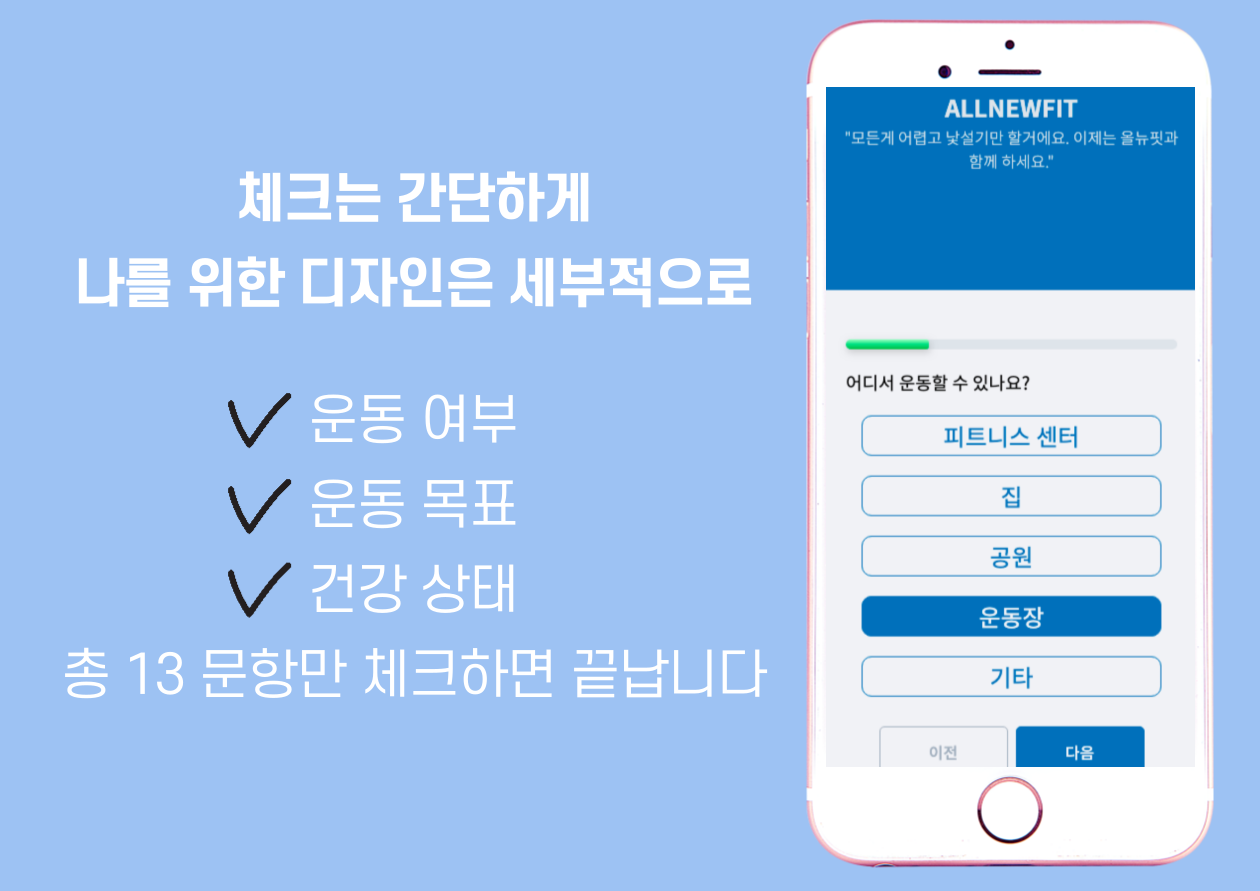 체크는 간단하게
나를 위한 디자인은 세부적으로
운동 여부
운동 목표
건강 상태
총 13 문항만 체크하면 끝납니다
ALLNEWFIT
"모든게 어렵고 낯설기만 할거에요. 이제는 올뉴핏과
함께 하세요."
어디서 운동할 수 있나요?
피트니스 센터
집
공원
운동장
기타
이전
다음